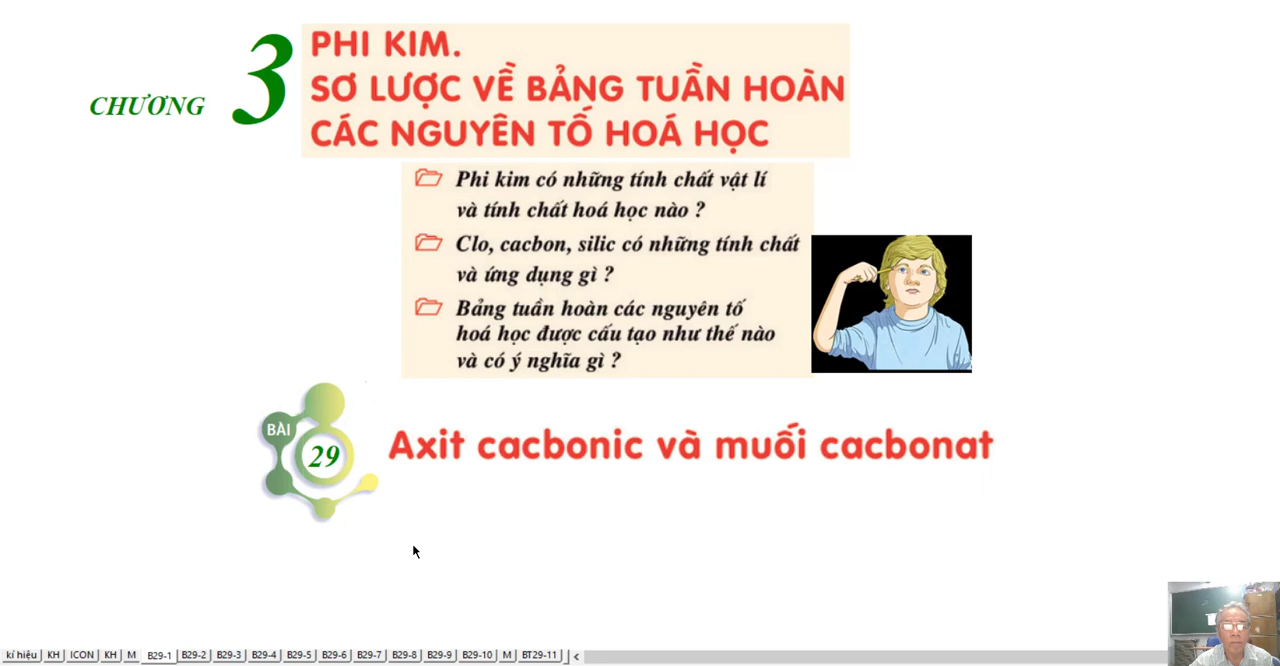 CHƯƠNG 3
PHI KIM.
SƠ LƯỢC VỀ BẢNG TUẦN HOÀN
CÁC NGUYÊN TỐ HOÁ HỌC
Phi kim có những tính chất vật lí
và tính chất hoá học nào ?
Clo, cacbon, silic có những tính chất
và ứng dụng gì ?
Bảng tuần hoàn các nguyên tố
hoá học được cấu tạo như thế nào
và có ý nghĩa gì ?
BÀI 29
Axit cacbonic và muối cacbonat
kí hiệu KH ICON KH M B29-1 B29-2 B29-3 B29-4 B29-5 B29-6 B29-7 B29-8 B29-9 B29-10 M BT29-11